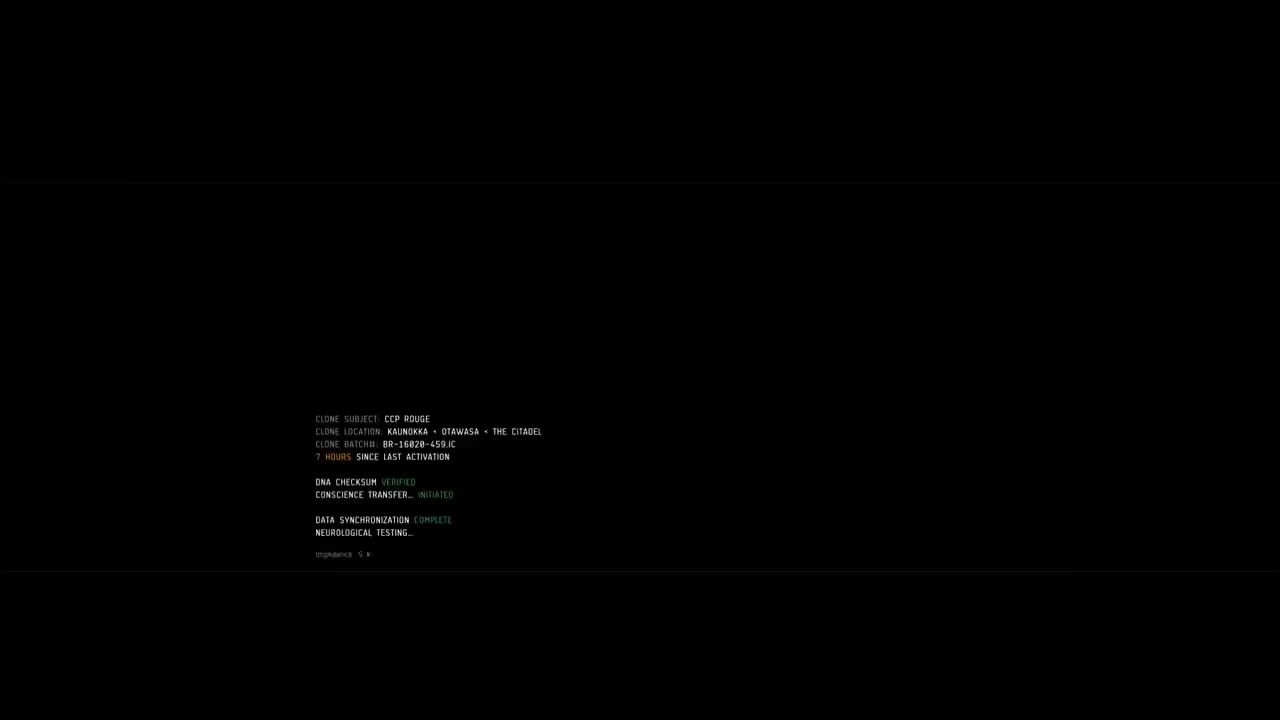 CLONE SUBJECT: CCP ROUGE
CLONE LOCATION: KAUNOKKA < OTAWASA < THE CITADEL
CLONE BATCH#: BR-16020-459.IC
7 HOURS SINCE LAST ACTIVATION
DNA CHECKSUM VERIFIED
CONSCIENCE TRANSFER… INITIATED
DATA SYNCHRONIZATION COMPLETE
NEUROLOGICAL TESTING…